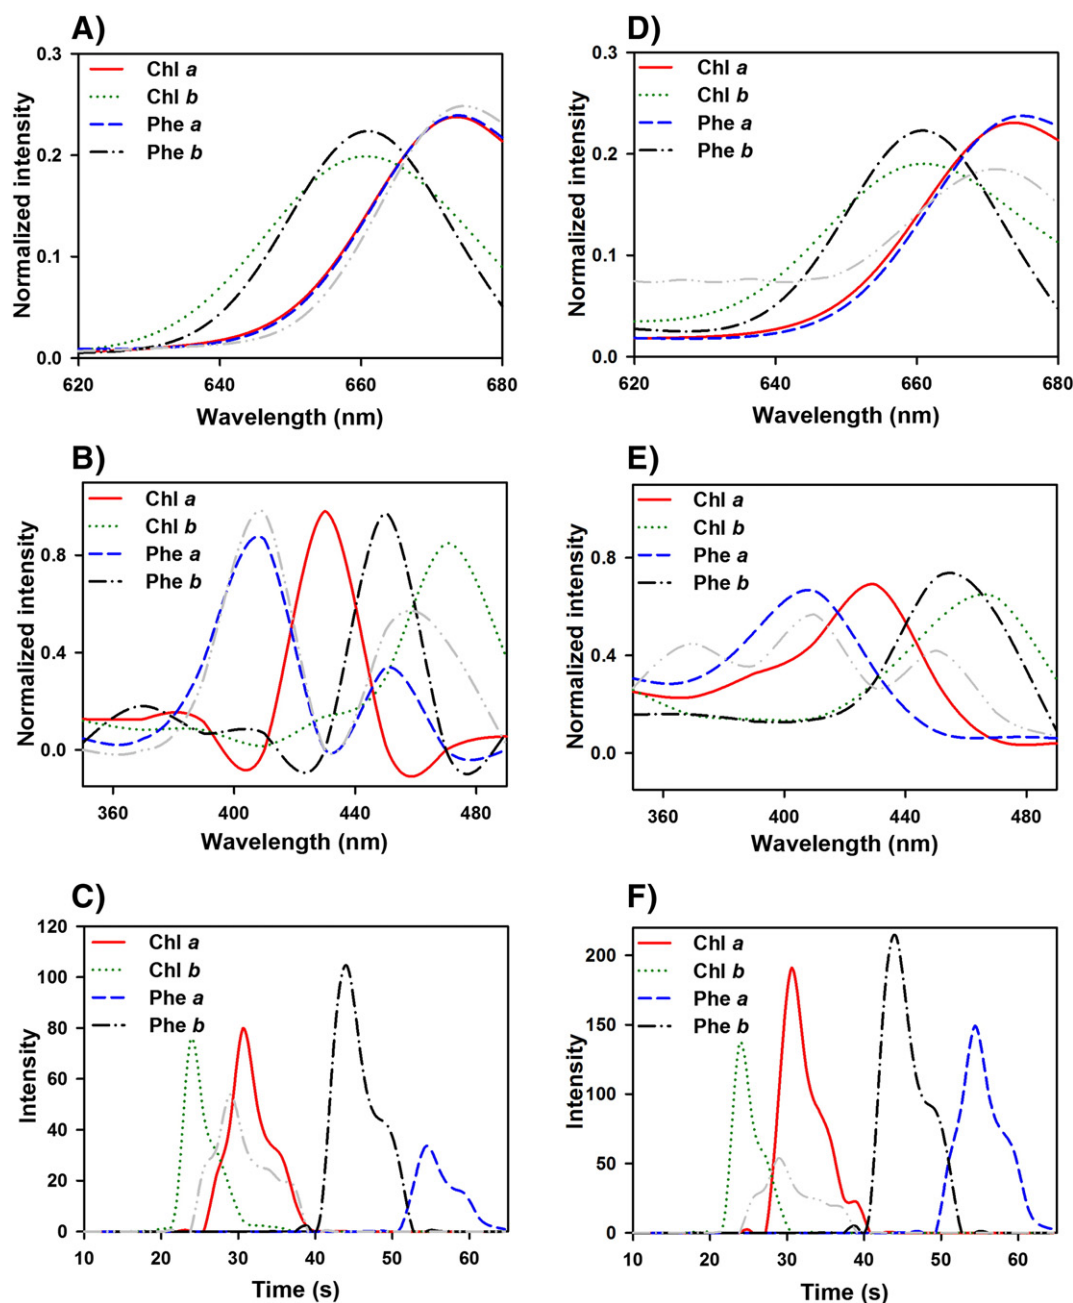 A)
0.3
0.2
0.1
0.0
Normalized intensity
Chl a
Chl b
Phe a
Phe b
620
640
660
680
Wavelength (nm)
D)
0.3
0.2
0.1
0.0
Normalized intensity
Chl a
Chl b
Phe a
Phe b
620
640
660
680
Wavelength (nm)
B)
0.8
0.4
0.0
Normalized intensity
Chl a
Chl b
Phe a
Phe b
360
400
440
480
Wavelength (nm)
E)
0.8
0.4
0.0
Normalized intensity
Chl a
Chl b
Phe a
Phe b
360
400
440
480
Wavelength (nm)
C)
120
100
80
60
40
20
0
Intensity
Chl a
Chl b
Phe a
Phe b
10
20
30
40
50
60
Time (s)
F)
200
150
100
50
0
Intensity
Chl a
Chl b
Phe a
Phe b
10
20
30
40
50
60
Time (s)